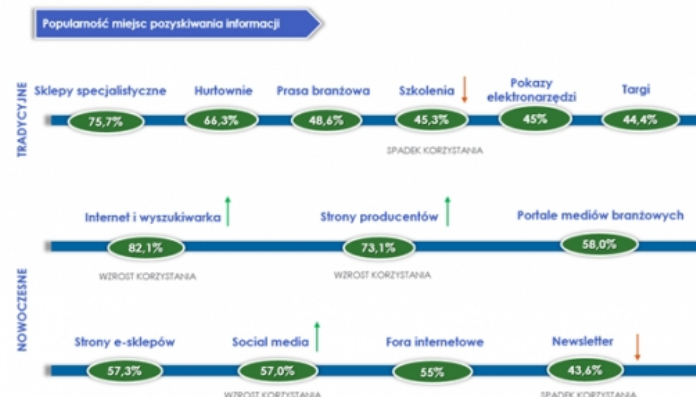 Popularność miejsc pozyskiwania informacji
TRADYCYJNE
Sklepy specjalistyczne
75,7%
Hurtownie
66,3%
Prasa branżowa
48,6%
Szkolenia
45,3%
SPADEK KORZYSTANIA
Pokazy
elektronarzędzi
45%
Targi
44,4%
NOWOCZESNE
Internet i wyszukiwarka
82,1%
WZROST KORZYSTANIA
Strony producentów
73,1%
WZROST KORZYSTANIA
Portale mediów branżowych
58,0%
Strony e-sklepów
57,3%
Social media
57,0%
WZROST KORZYSTANIA
Fora internetowe
55%
Newsletter
43,6%
SPADEK KORZYSTANIA